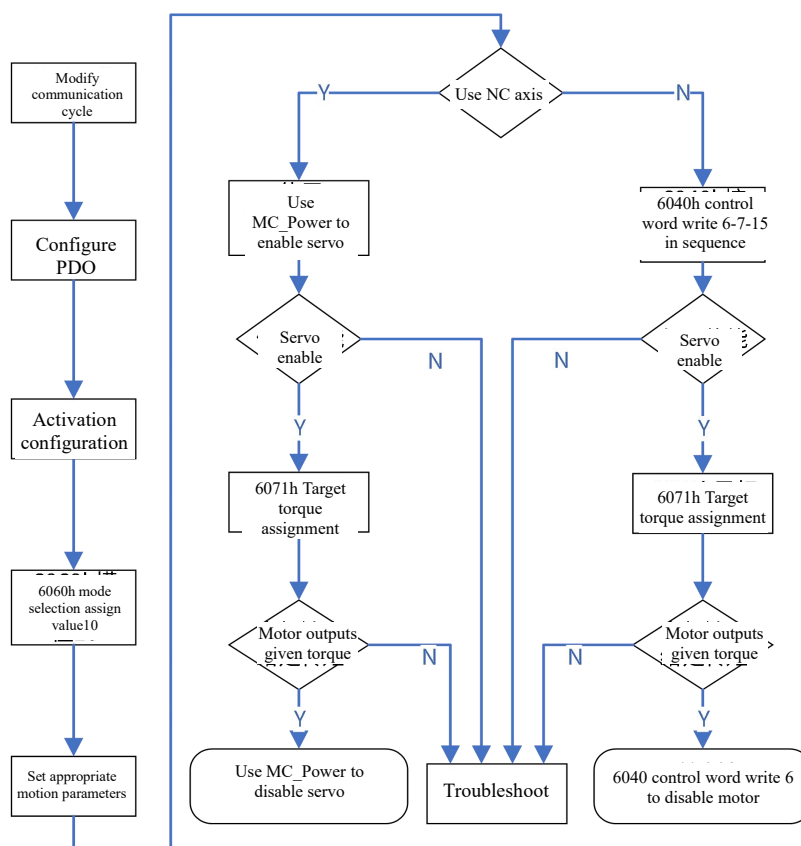 Modify
communication
cycle
Configure
PDO
Activation
configuration
6060h mode
selection assign
value10
Set appropriate
motion parameters
Use NC axis
Y
N
Use
MC_Power to
enable servo
Servo
enable
N
Y
6071h Target
torque
assignment
Motor outputs
given torque
N
Y
Use MC_Power to
disable servo
Troubleshoot
6040h control
word write 6-7-15
in sequence
Servo
enable
N
Y
6071h Target
torque assignment
Motor outputs
given torque
N
Y
6040 control word write 6
to disable motor